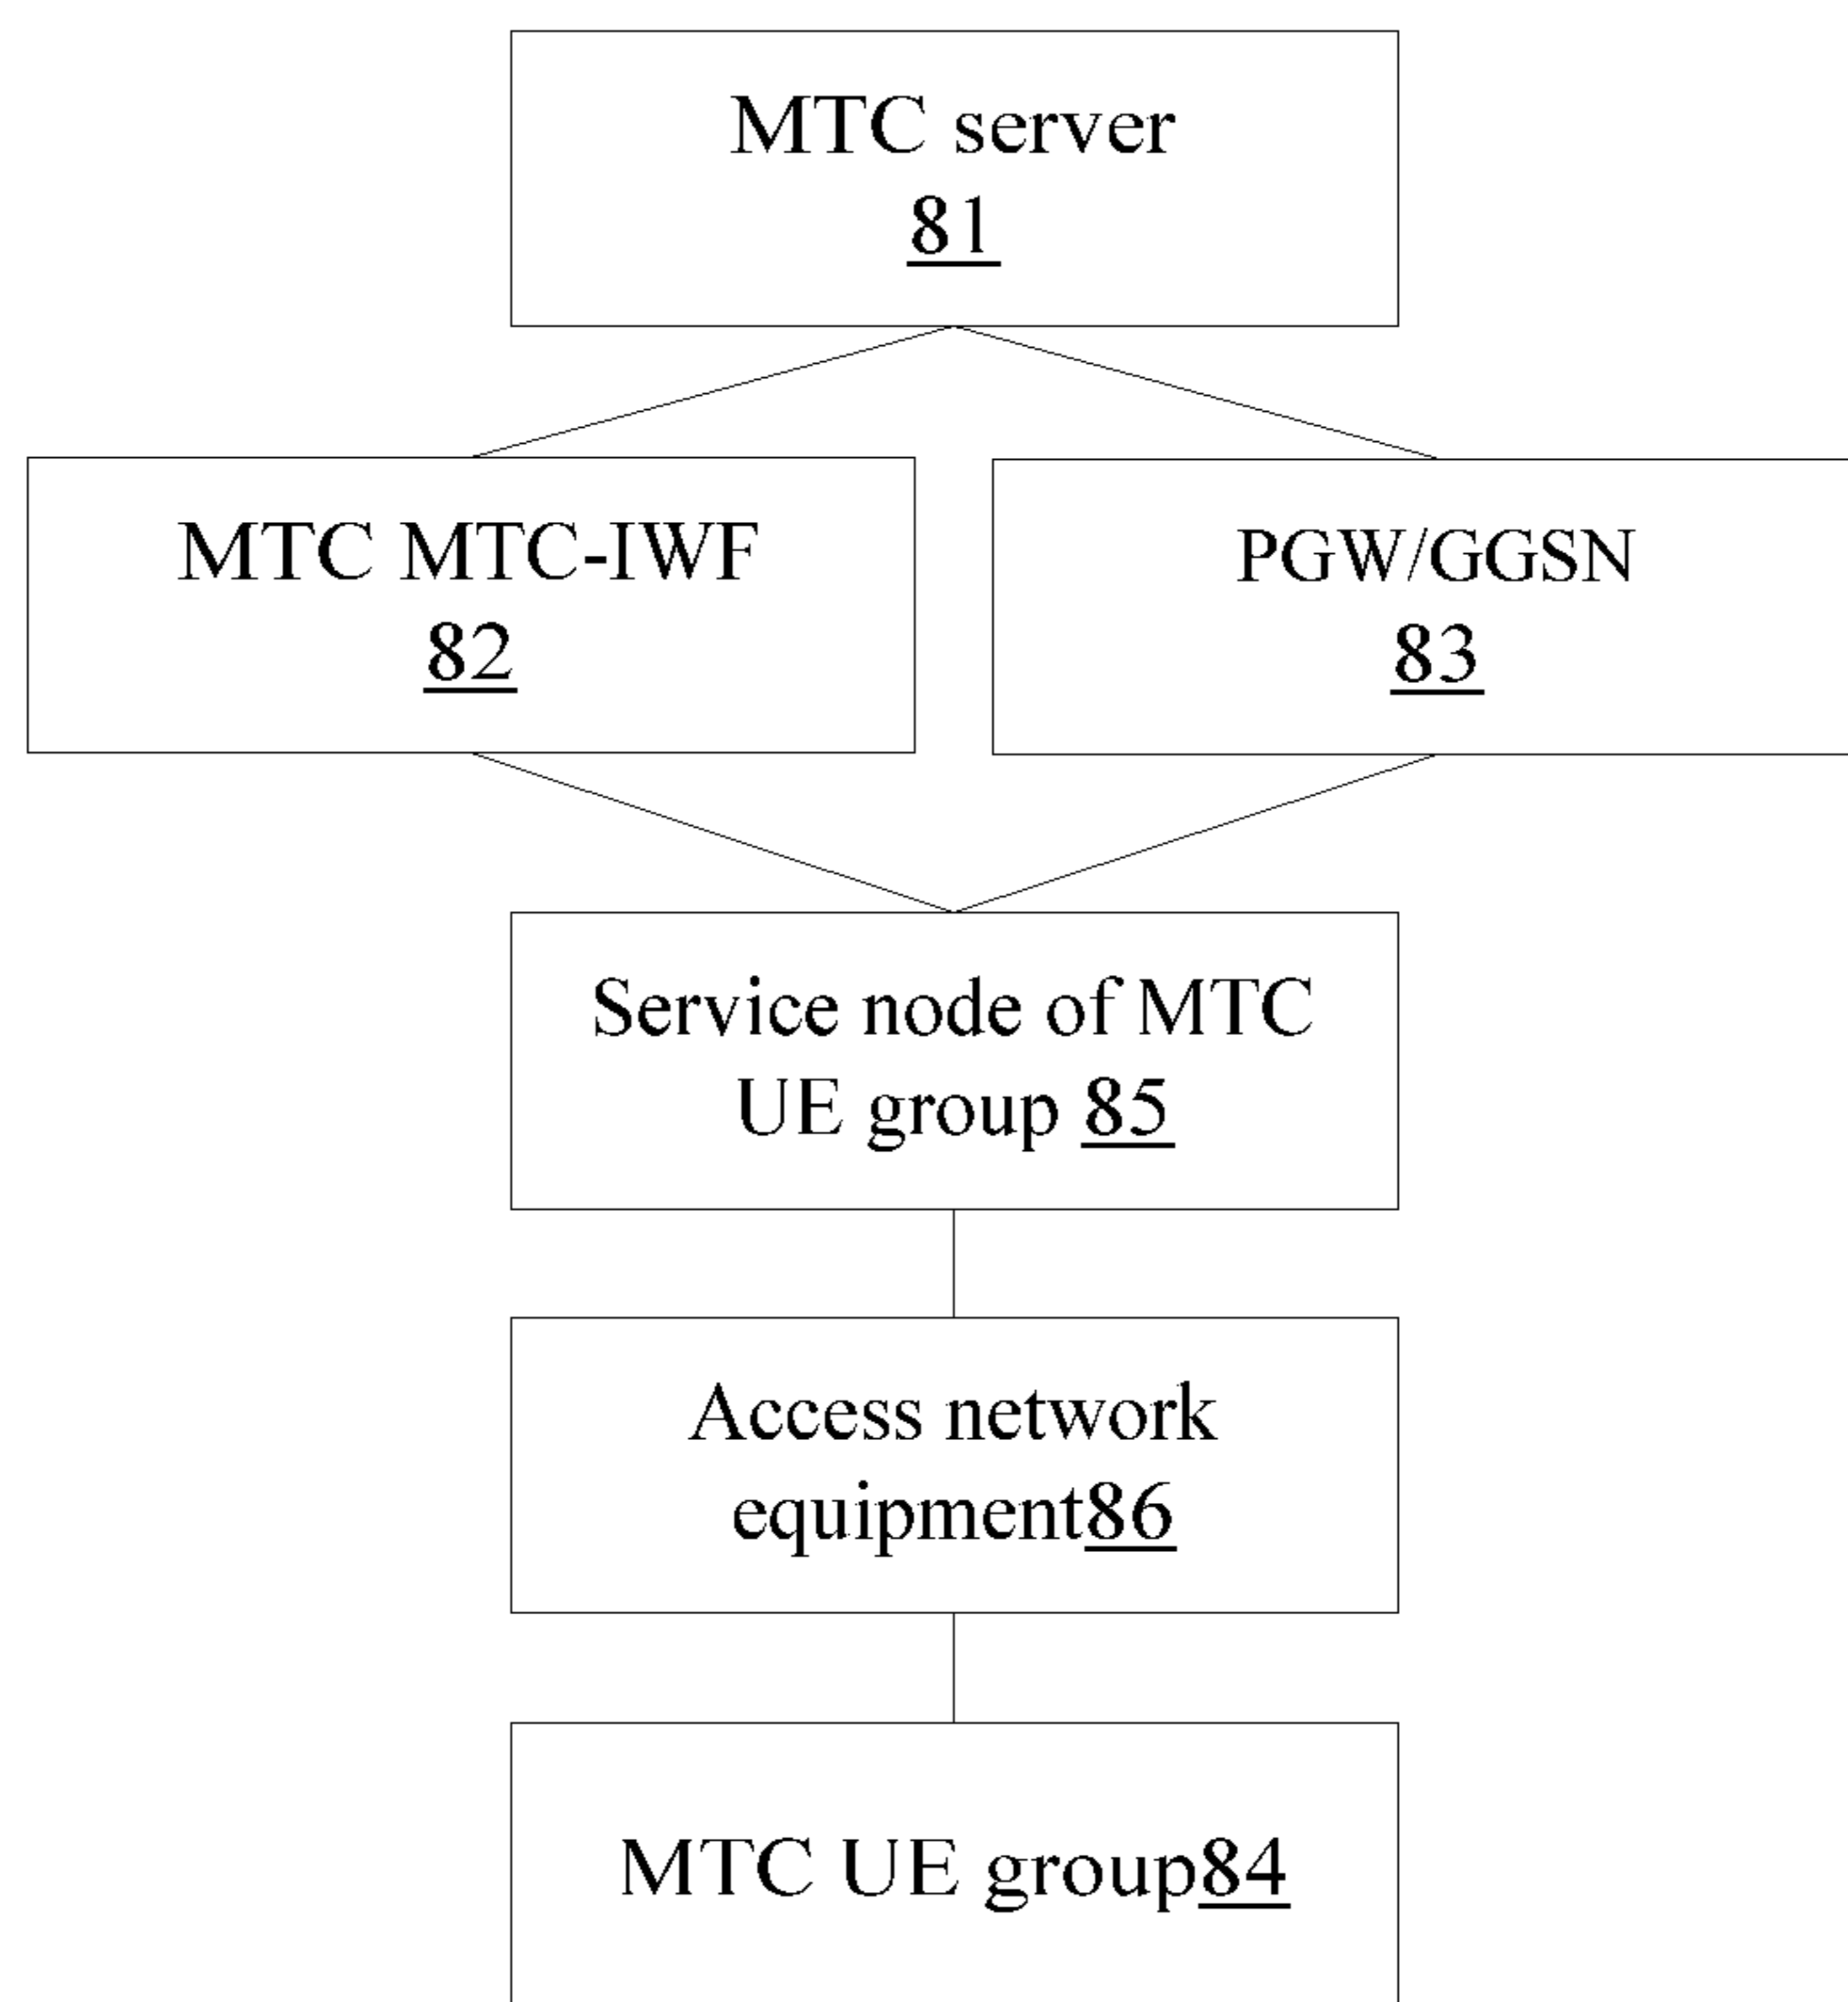 MTC server
81
MTC MTC-IWF
82
PGW/GGSN
83
Service node of MTC
UE group 85
Access network
equipment86
MTC UE group84